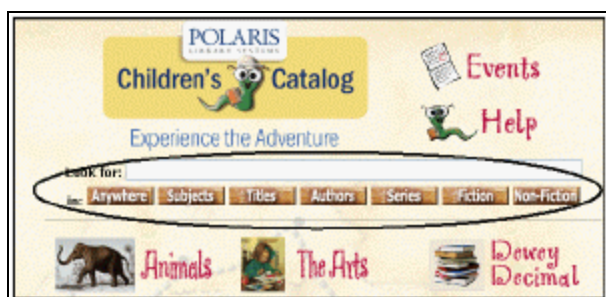 POLARIS
LIBRARY SYSTEMS
Children's Catalog
Experience the Adventure
Events
Help
Look for:
in: Anywhere Subjects Titles Authors Series Fiction Non-Fiction
Animals
The Arts
Dewey
Decimal